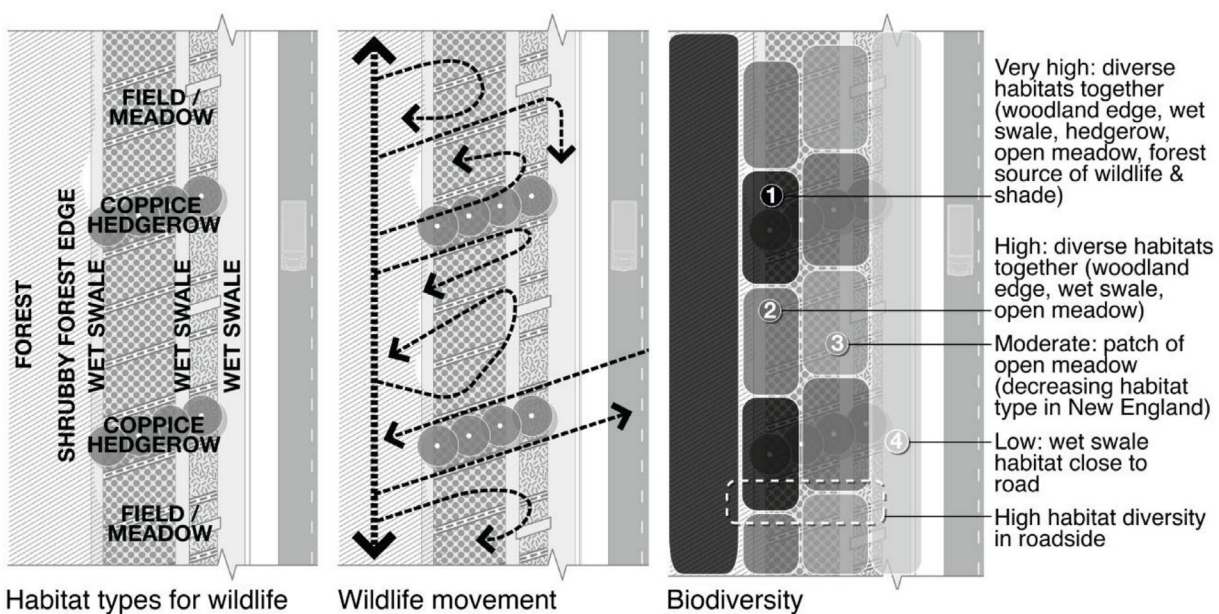 FIELD /
MEADOW
COPPICE
HEDGEROW
FOREST
SHRUBBY FOREST EDGE
WET SWALE
WET SWALE
WET SWALE
COPPICE
HEDGEROW
FIELD /
MEADOW
Habitat types for wildlife
Wildlife movement
1
2
3
4
Very high: diverse
habitats together
(woodland edge, wet
swale, hedgerow,
open meadow, forest
source of wildlife &
shade)
High: diverse habitats
together (woodland
edge, wet swale,
open meadow)
Moderate: patch of
open meadow
(decreasing habitat
type in New England)
Low: wet swale
habitat close to
road
High habitat diversity
in roadside
Biodiversity